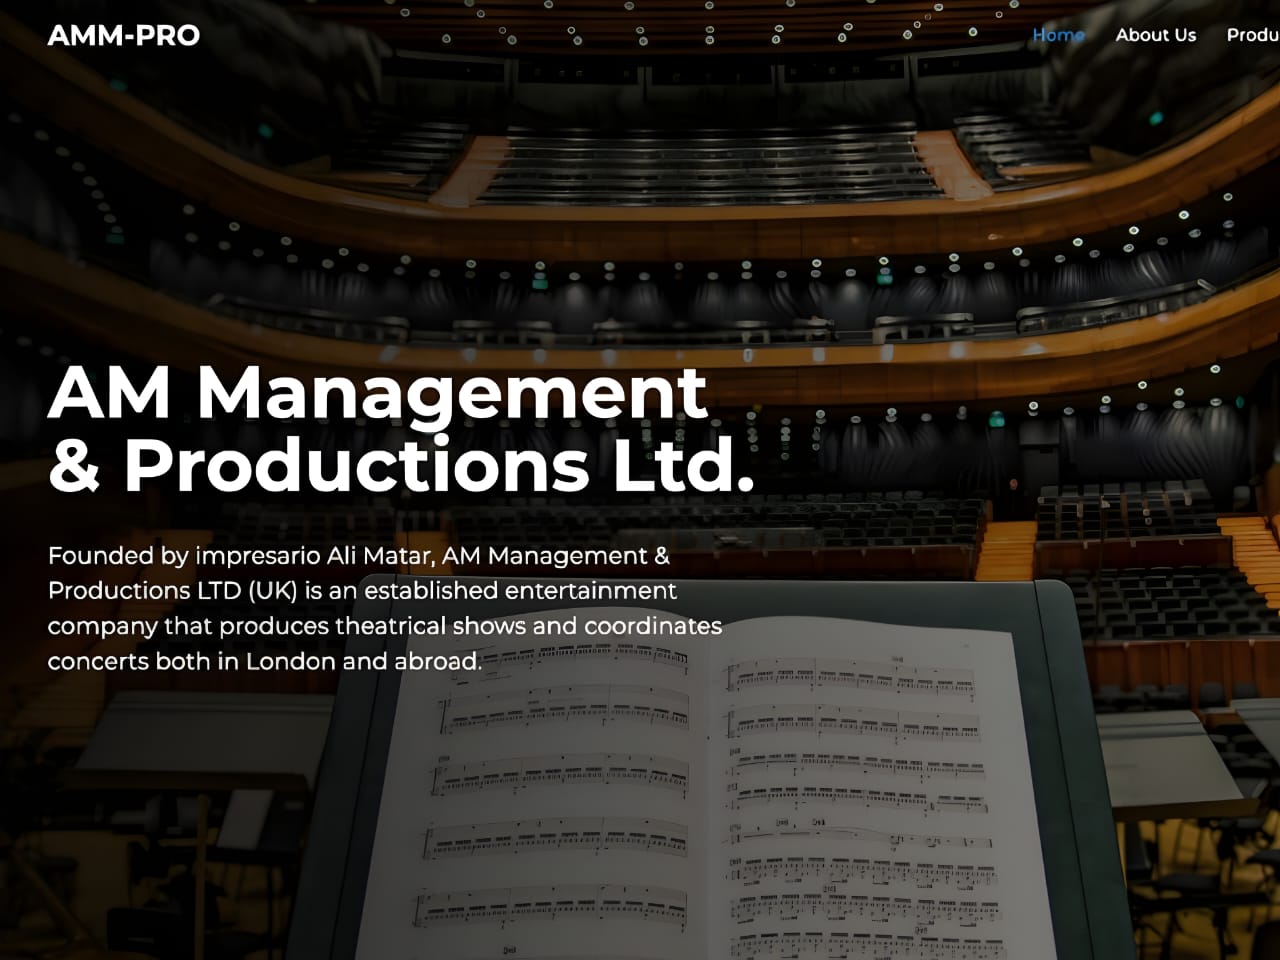 AMM-PRO
Home About Us Produ
AM Management
& Productions Ltd.
Founded by impresario Ali Matar, AM Management &
Productions LTD (UK) is an established entertainment
company that produces theatrical shows and coordinates
concerts both in London and abroad.